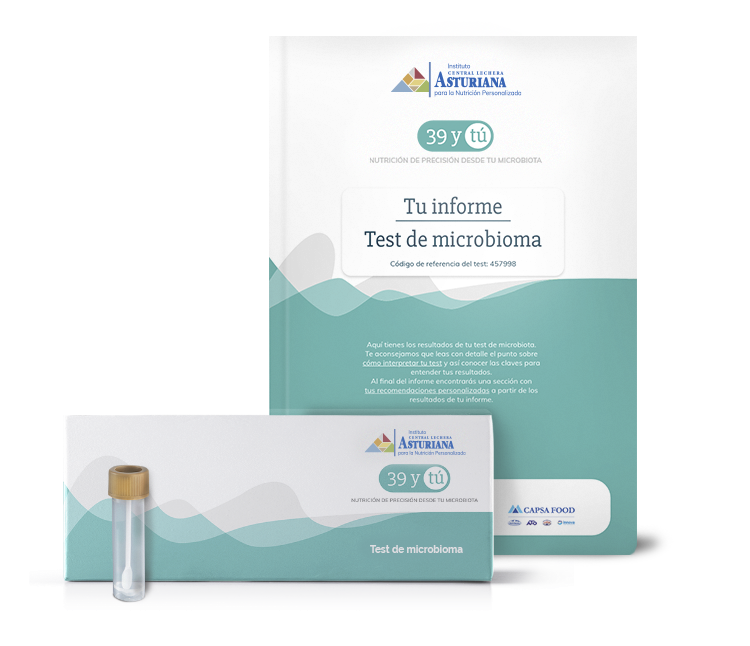 Instituto
CENTRAL LECHERA
ASTURIANA
para la Nutrición Personalizada
39 y tú
NUTRICIÓN DE PRECISIÓN DESDE TU MICROBIOTA
Tu informe
Test de microbioma
Código de referencia del test: 457998
Aquí tienes los resultados de tu test de microbiota.
Te aconsejamos que leas con detalle el punto sobre
cómo interpretar tu test y así conocer las claves para
entender tus resultados.
Al final del informe encontrarás una sección con
tus recomendaciones personalizadas a partir de los
resultados de tu informe.
CAPSA FOOD
Instituto
CENTRAL LECHERA
ASTURIANA
para la Nutrición Personalizada
39 y tú
NUTRICIÓN DE PRECISIÓN DESDE TU MICROBIOTA
Test de microbioma